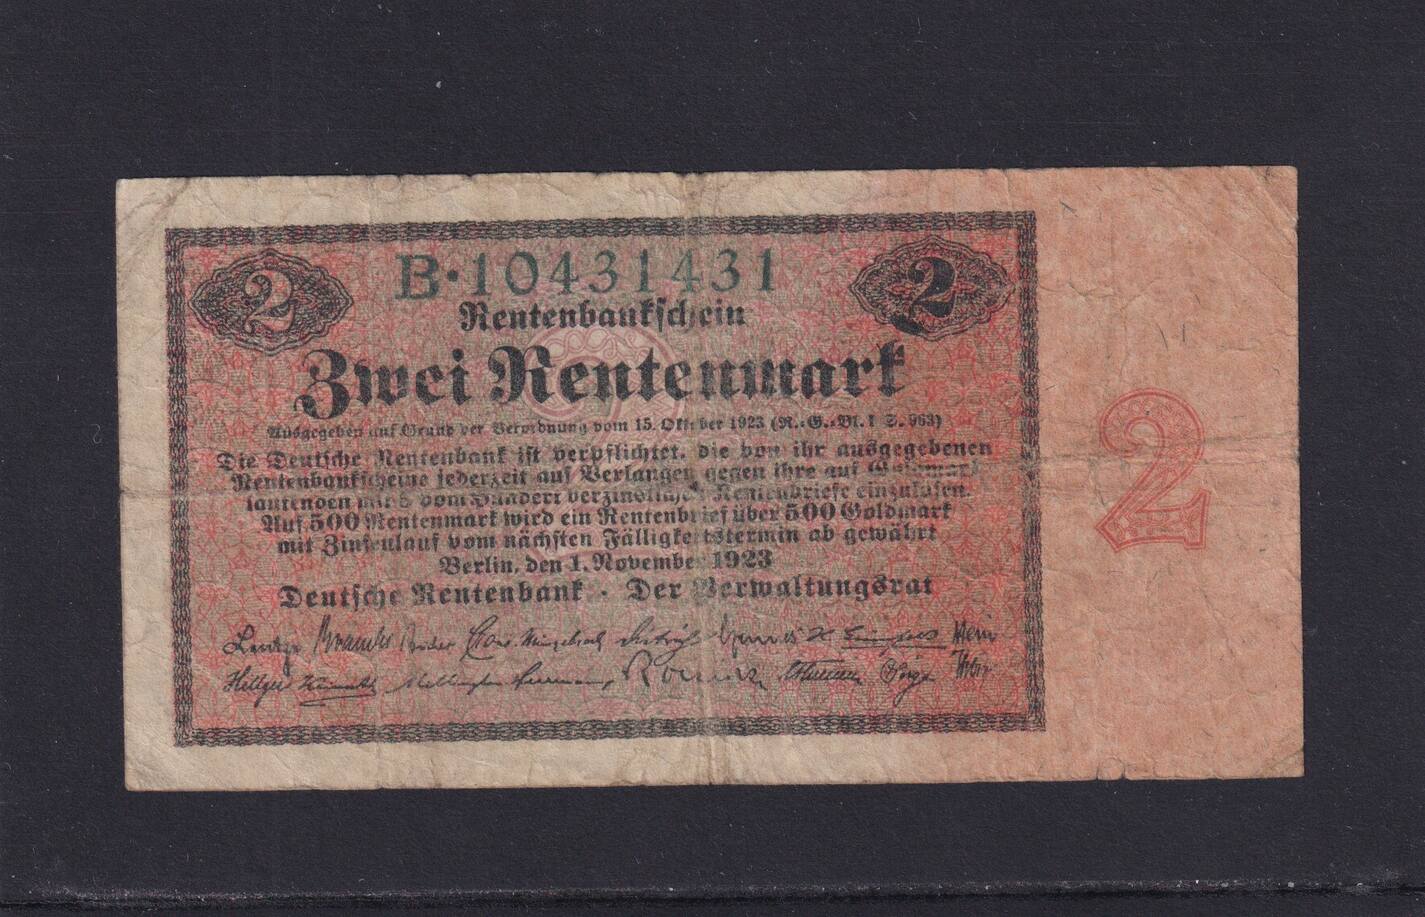 2
B·10431431
2
Rentenbankschein
Zwei Rentenmark
Ausgegeben auf Grund der Verordnung vom 15. Oktober 1923 (R.-G.-Bl. I S. 963)
Die Deutsche Rentenbank ist verpflichtet, die von ihr ausgegebenen
Rentenbankscheine jederzeit auf Verlangen gegen ihre auf Goldmark
lautenden mit 5 vom Hundert verzinslichen Rentenbriefe einzulösen.
Auf 500 Rentenmark wird ein Rentenbrief über 500 Goldmark
mit Zinsenlauf vom nächsten Fälligkeitstermin ab gewährt
Berlin, den 1. November 1923
Deutsche Rentenbank · Der Verwaltungsrat
Lentze
Hillger
2